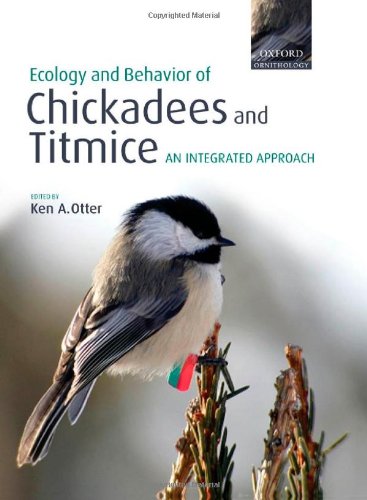 OXFORD
ORNITHOLOGY
Ecology and Behavior of
Chickadees and
Titmice AN INTEGRATED APPROACH
EDITED BY
Ken A. Otter
Copyrighted material